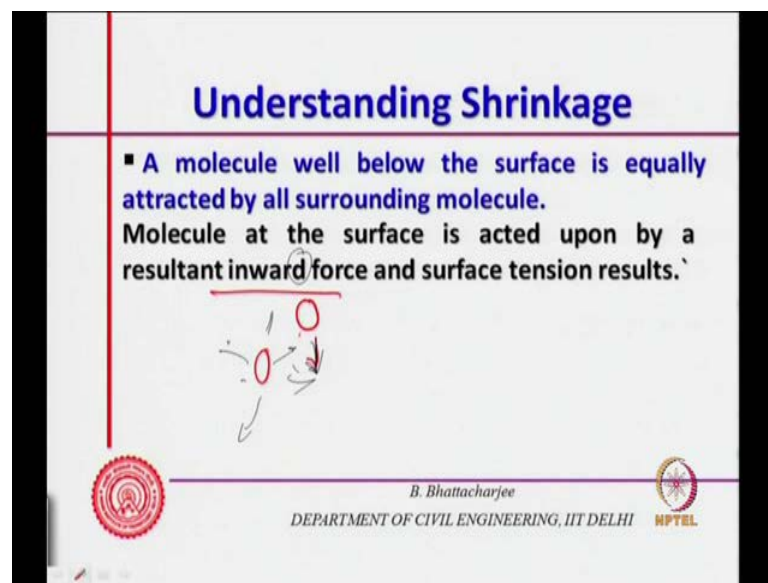 Understanding Shrinkage
▪ A molecule well below the surface is equally
attracted by all surrounding molecule.
Molecule at the surface is acted upon by a
resultant inward force and surface tension results.`
B. Bhattacharjee
DEPARTMENT OF CIVIL ENGINEERING, IIT DELHI
NPTEL